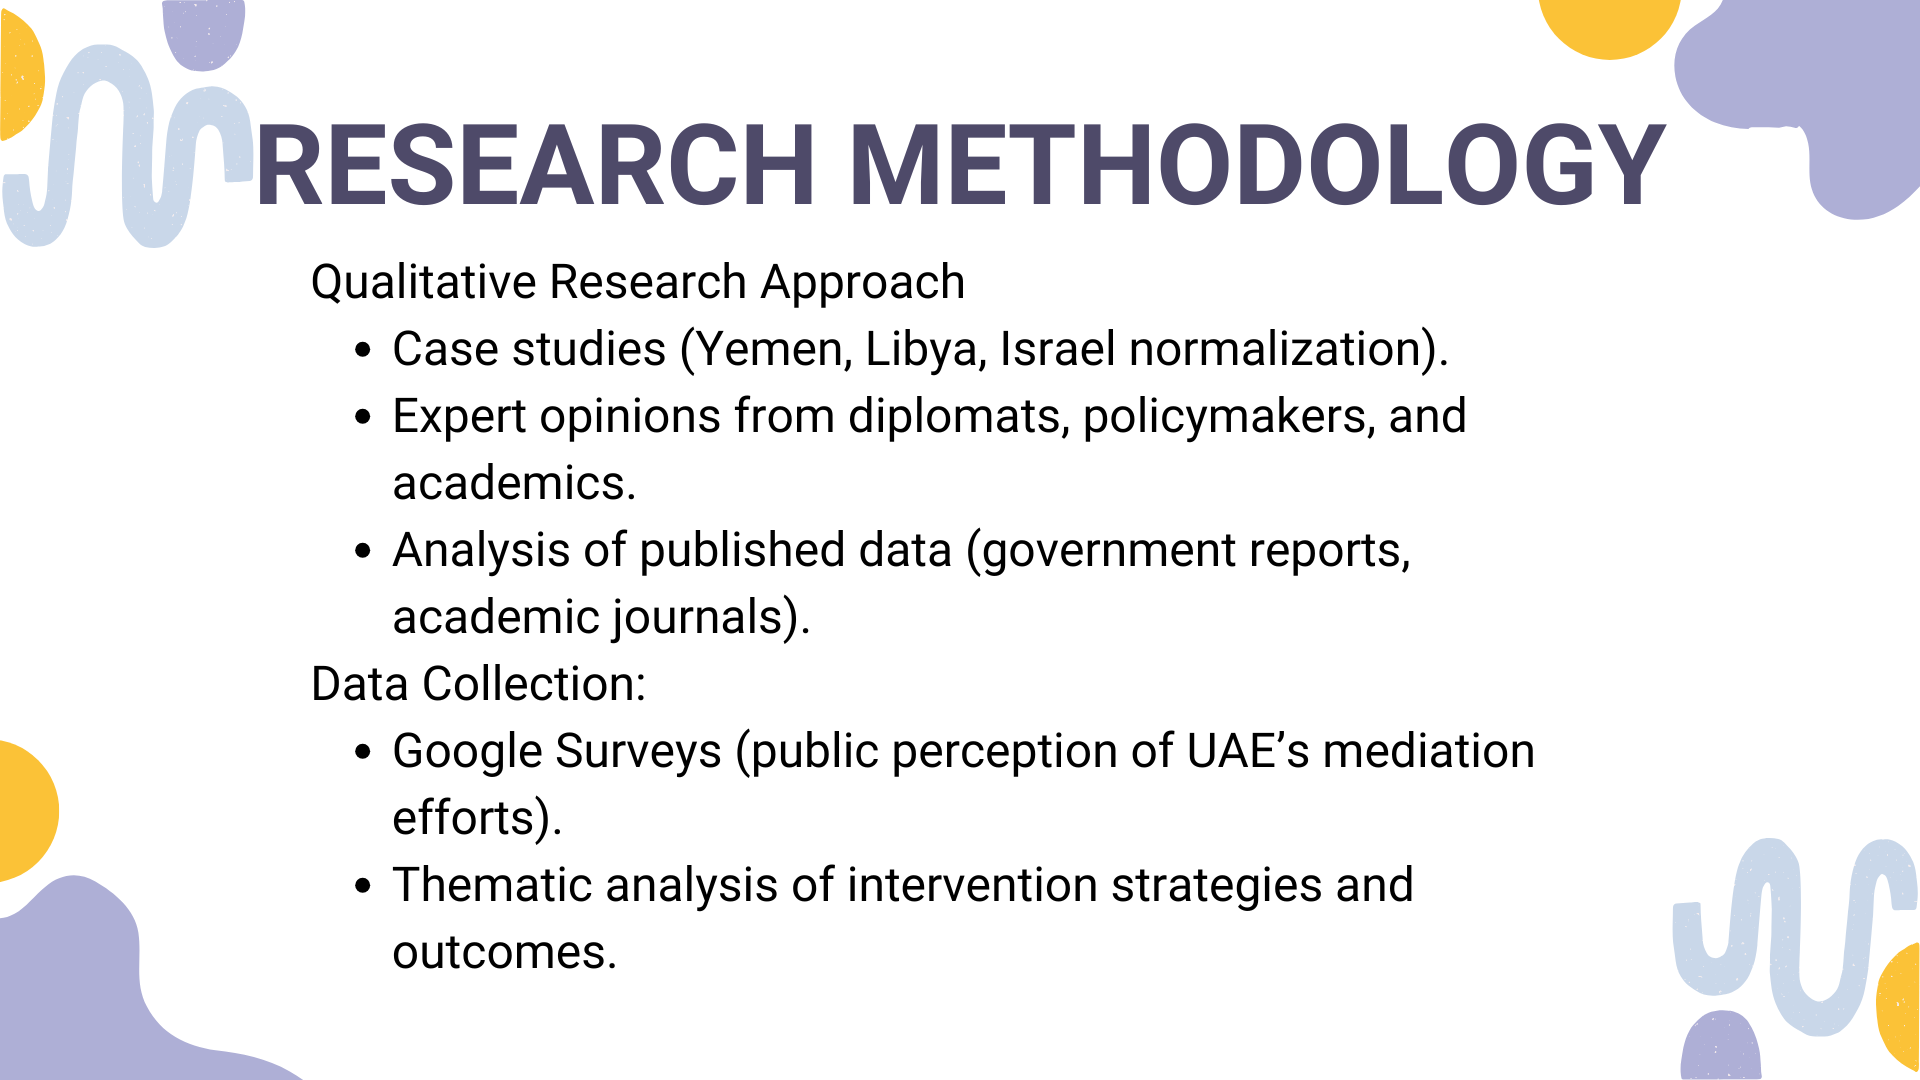 RESEARCH METHODOLOGY
Qualitative Research Approach
• Case studies (Yemen, Libya, Israel normalization).
• Expert opinions from diplomats, policymakers, and
academics.
• Analysis of published data (government reports,
academic journals).
Data Collection:
• Google Surveys (public perception of UAE’s mediation
efforts).
• Thematic analysis of intervention strategies and
outcomes.